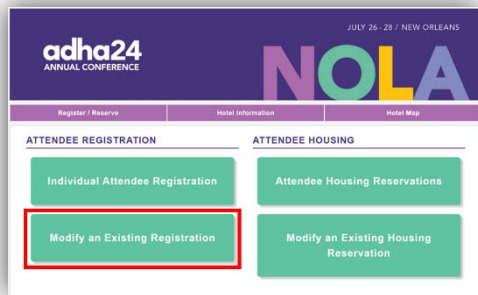 JULY 26 - 28 / NEW ORLEANS
adha24
ANNUAL CONFERENCE
NOLA
Register / Reserve
Hotel Information
Hotel Map
ATTENDEE REGISTRATION
ATTENDEE HOUSING
Individual Attendee Registration
Attendee Housing Reservations
Modify an Existing Registration
Modify an Existing Housing
Reservation